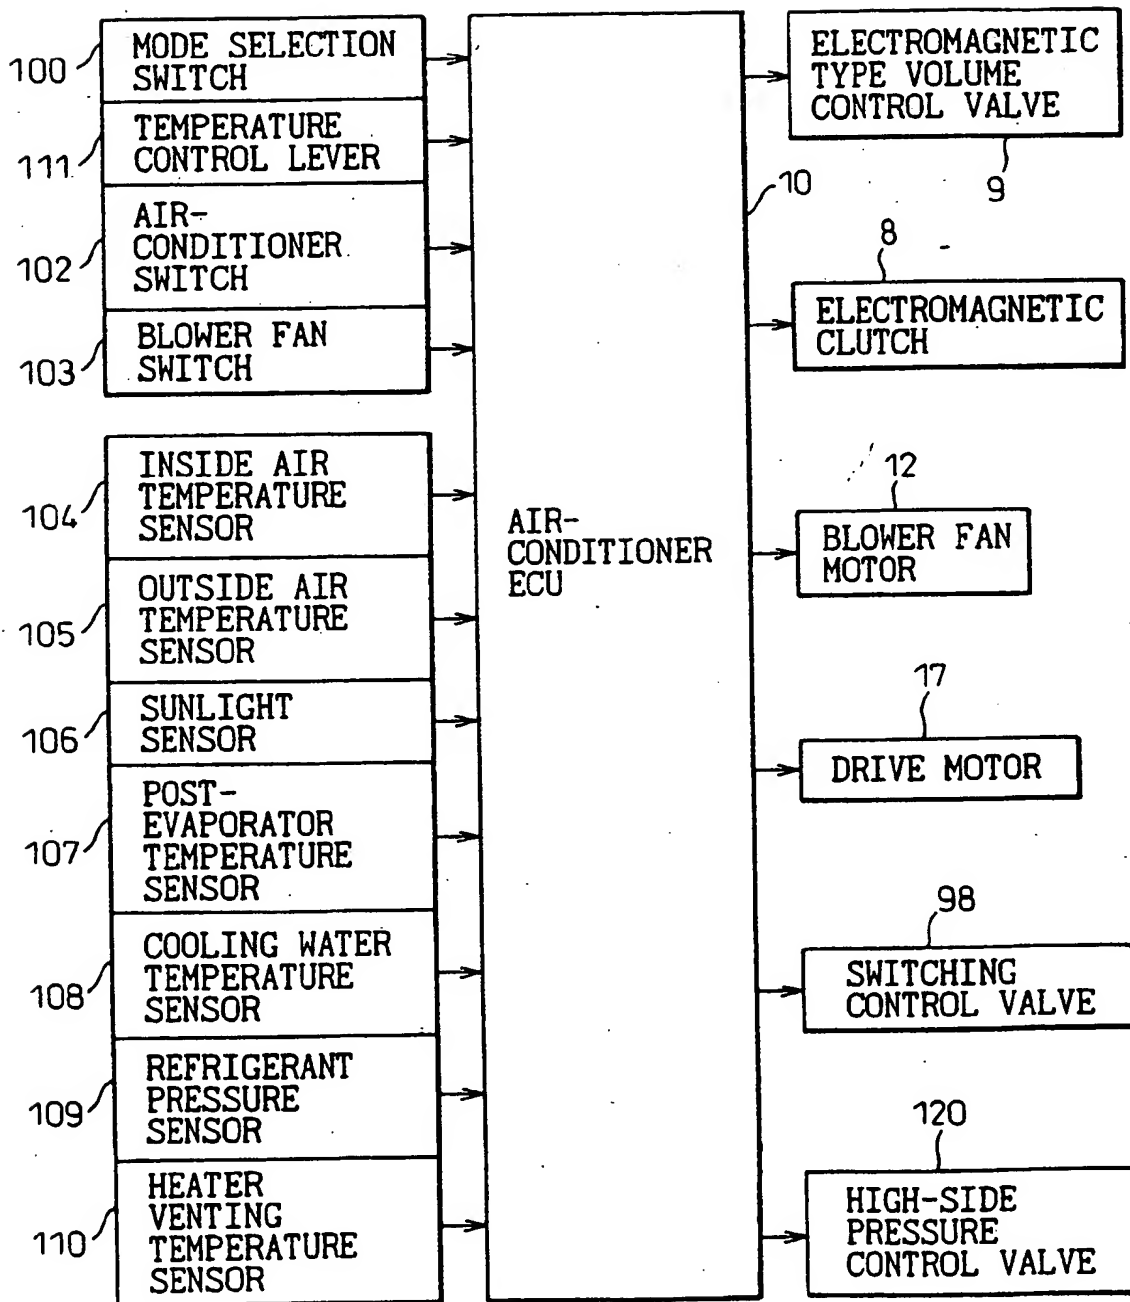 100
MODE SELECTION
SWITCH
111
TEMPERATURE
CONTROL LEVER
102
AIR-
CONDITIONER
SWITCH
103
BLOWER FAN
SWITCH
104
INSIDE AIR
TEMPERATURE
SENSOR
105
OUTSIDE AIR
TEMPERATURE
SENSOR
106
SUNLIGHT
SENSOR
107
POST-
EVAPORATOR
TEMPERATURE
SENSOR
108
COOLING WATER
TEMPERATURE
SENSOR
109
REFRIGERANT
PRESSURE
SENSOR
110
HEATER
VENTING
TEMPERATURE
SENSOR
10
AIR-
CONDITIONER
ECU
ELECTROMAGNETIC
TYPE VOLUME
CONTROL VALVE
9
8
ELECTROMAGNETIC
CLUTCH
12
BLOWER FAN
MOTOR
17
DRIVE MOTOR
98
SWITCHING
CONTROL VALVE
120
HIGH-SIDE
PRESSURE
CONTROL VALVE